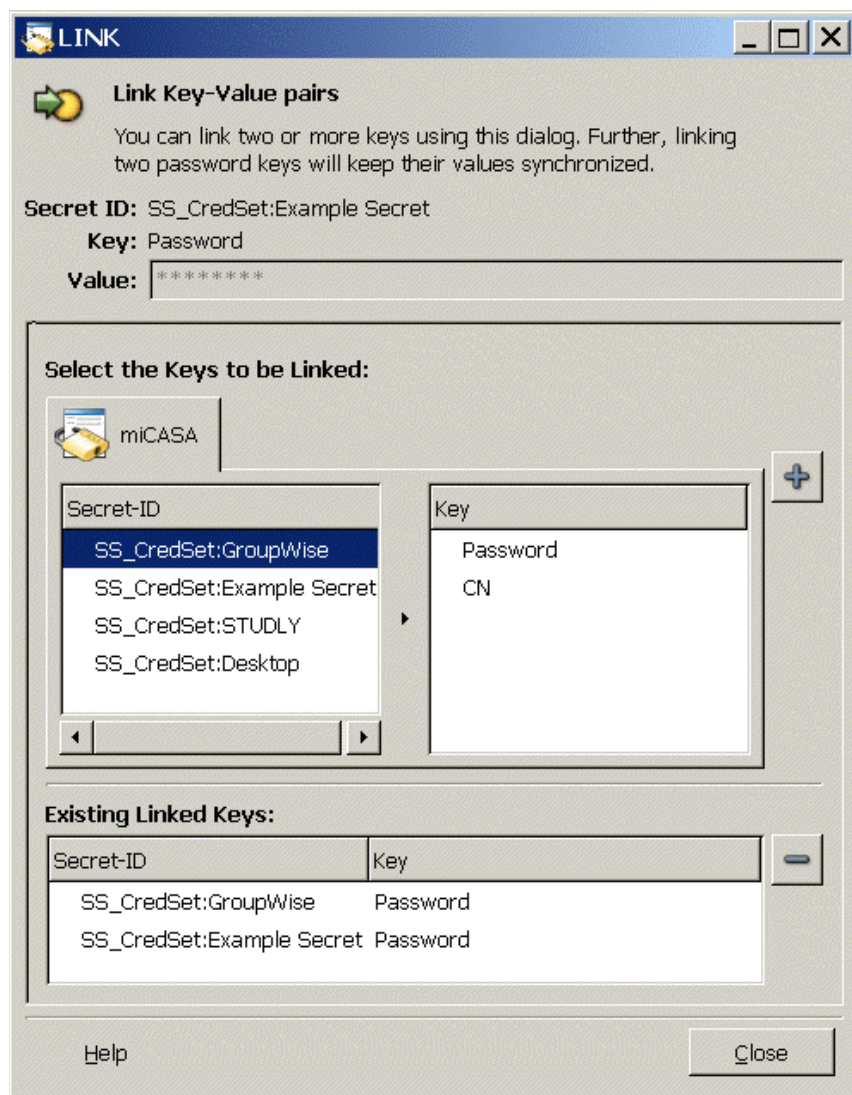 LINK
Link Key-Value pairs
You can link two or more keys using this dialog. Further, linking
two password keys will keep their values synchronized.
Secret ID: SS_CredSet:Example Secret
Key: Password
Value: ********
Select the Keys to be Linked:
miCASA
Secret-ID Key
SS_CredSet:GroupWise Password
SS_CredSet:Example Secret CN
SS_CredSet:STUDLY
SS_CredSet:Desktop
Existing Linked Keys:
Secret-ID Key
SS_CredSet:GroupWise Password
SS_CredSet:Example Secret Password
Help Close